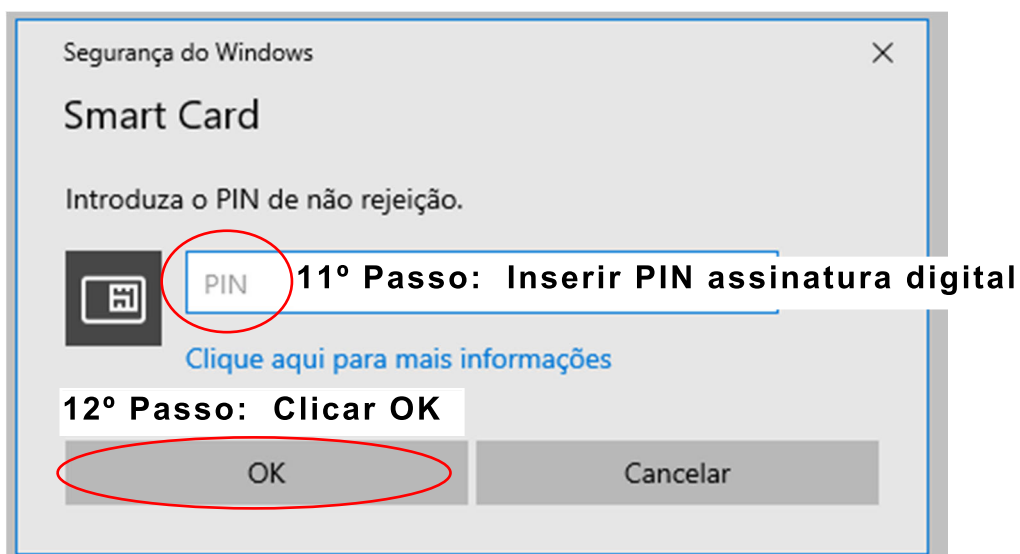 Segurança do Windows
Smart Card
Introduza o PIN de não rejeição.
PIN
11º Passo: Inserir PIN assinatura digital
Clique aqui para mais informações
12º Passo: Clicar OK
OK
Cancelar